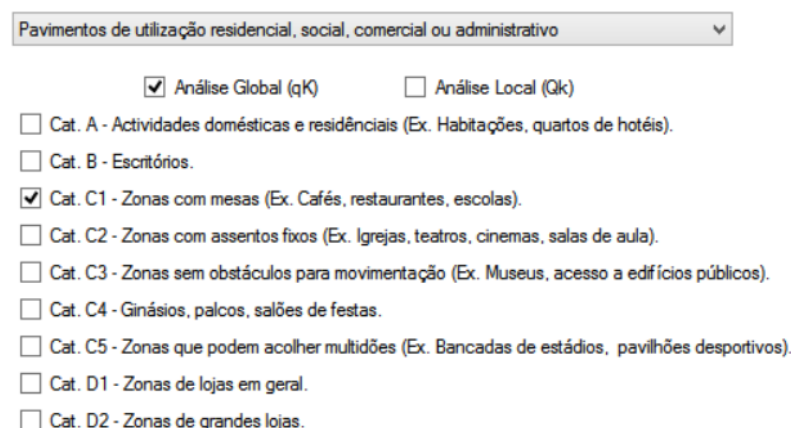 Pavimentos de utilização residencial, social, comercial ou administrativo
Análise Global (qK) Análise Local (Qk)
Cat. A - Actividades domésticas e residênciais (Ex. Habitações, quartos de hotéis).
Cat. B - Escritórios.
Cat. C1 - Zonas com mesas (Ex. Cafés, restaurantes, escolas).
Cat. C2 - Zonas com assentos fixos (Ex. Igrejas, teatros, cinemas, salas de aula).
Cat. C3 - Zonas sem obstáculos para movimentação (Ex. Museus, acesso a edifícios públicos).
Cat. C4 - Ginásios, palcos, salões de festas.
Cat. C5 - Zonas que podem acolher multidões (Ex. Bancadas de estádios, pavilhões desportivos).
Cat. D1 - Zonas de lojas em geral.
Cat. D2 - Zonas de grandes lojas.